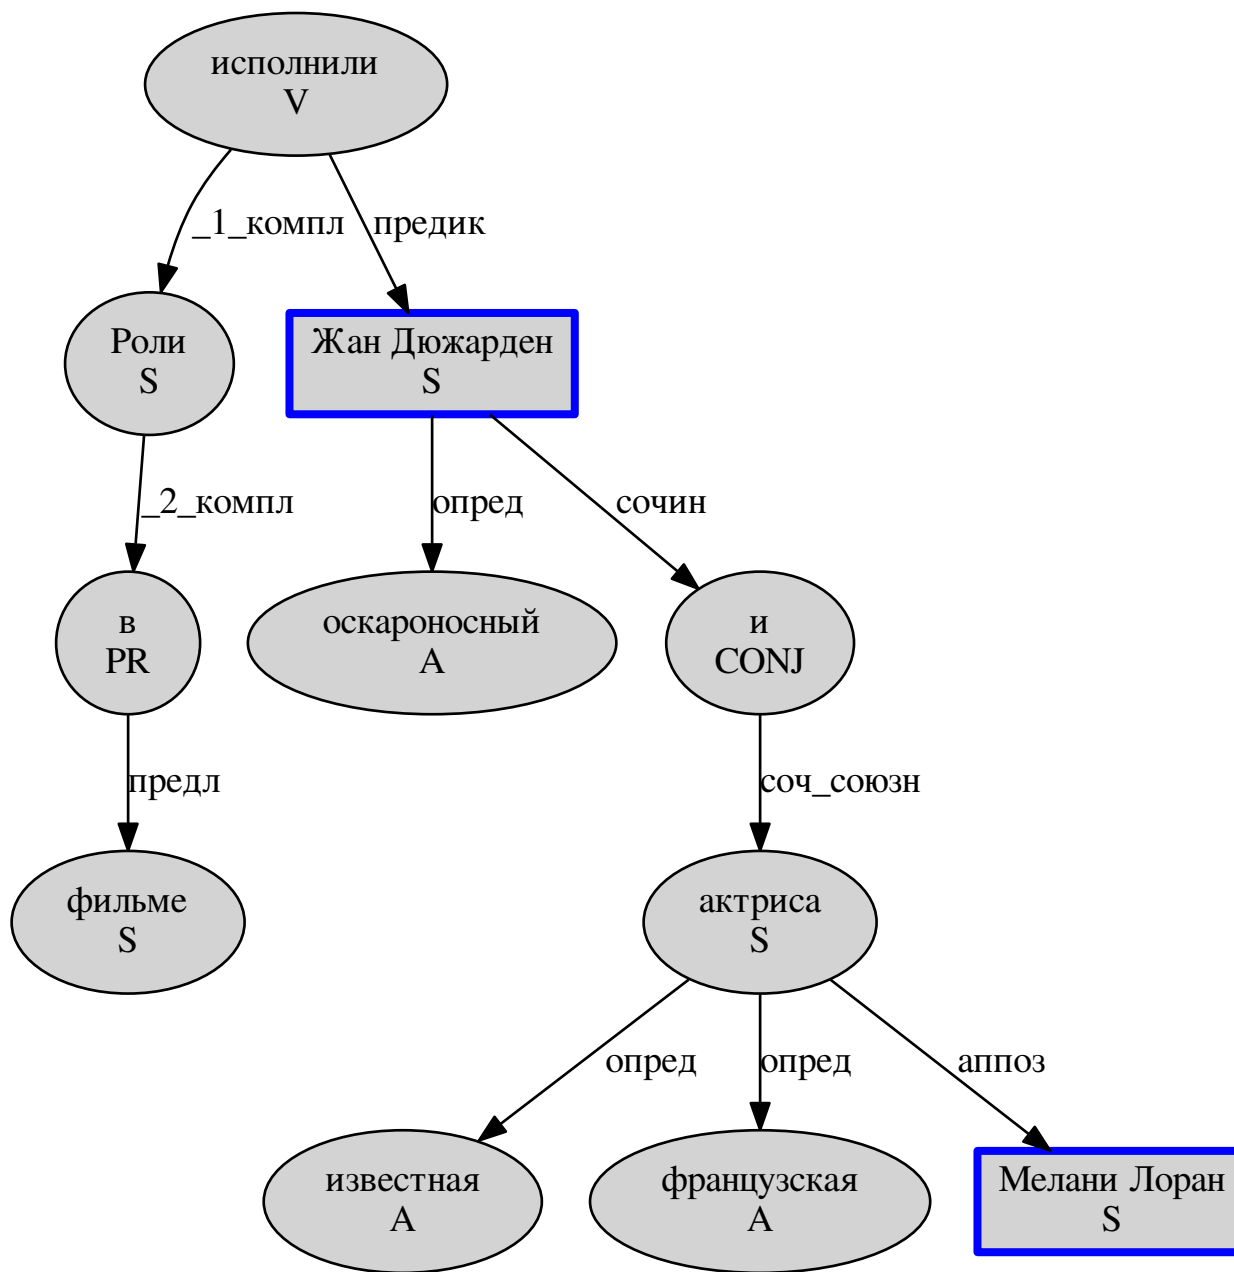 исполнили
V
_1_компл
предик
Роли
S
Жан Дюжарден
S
_2_компл
опред
сочин
в
PR
оскароносный
A
и
CONJ
предл
соч_союзн
фильме
S
актриса
S
опред
опред
аппоз
известная
A
французская
A
Мелани Лоран
S